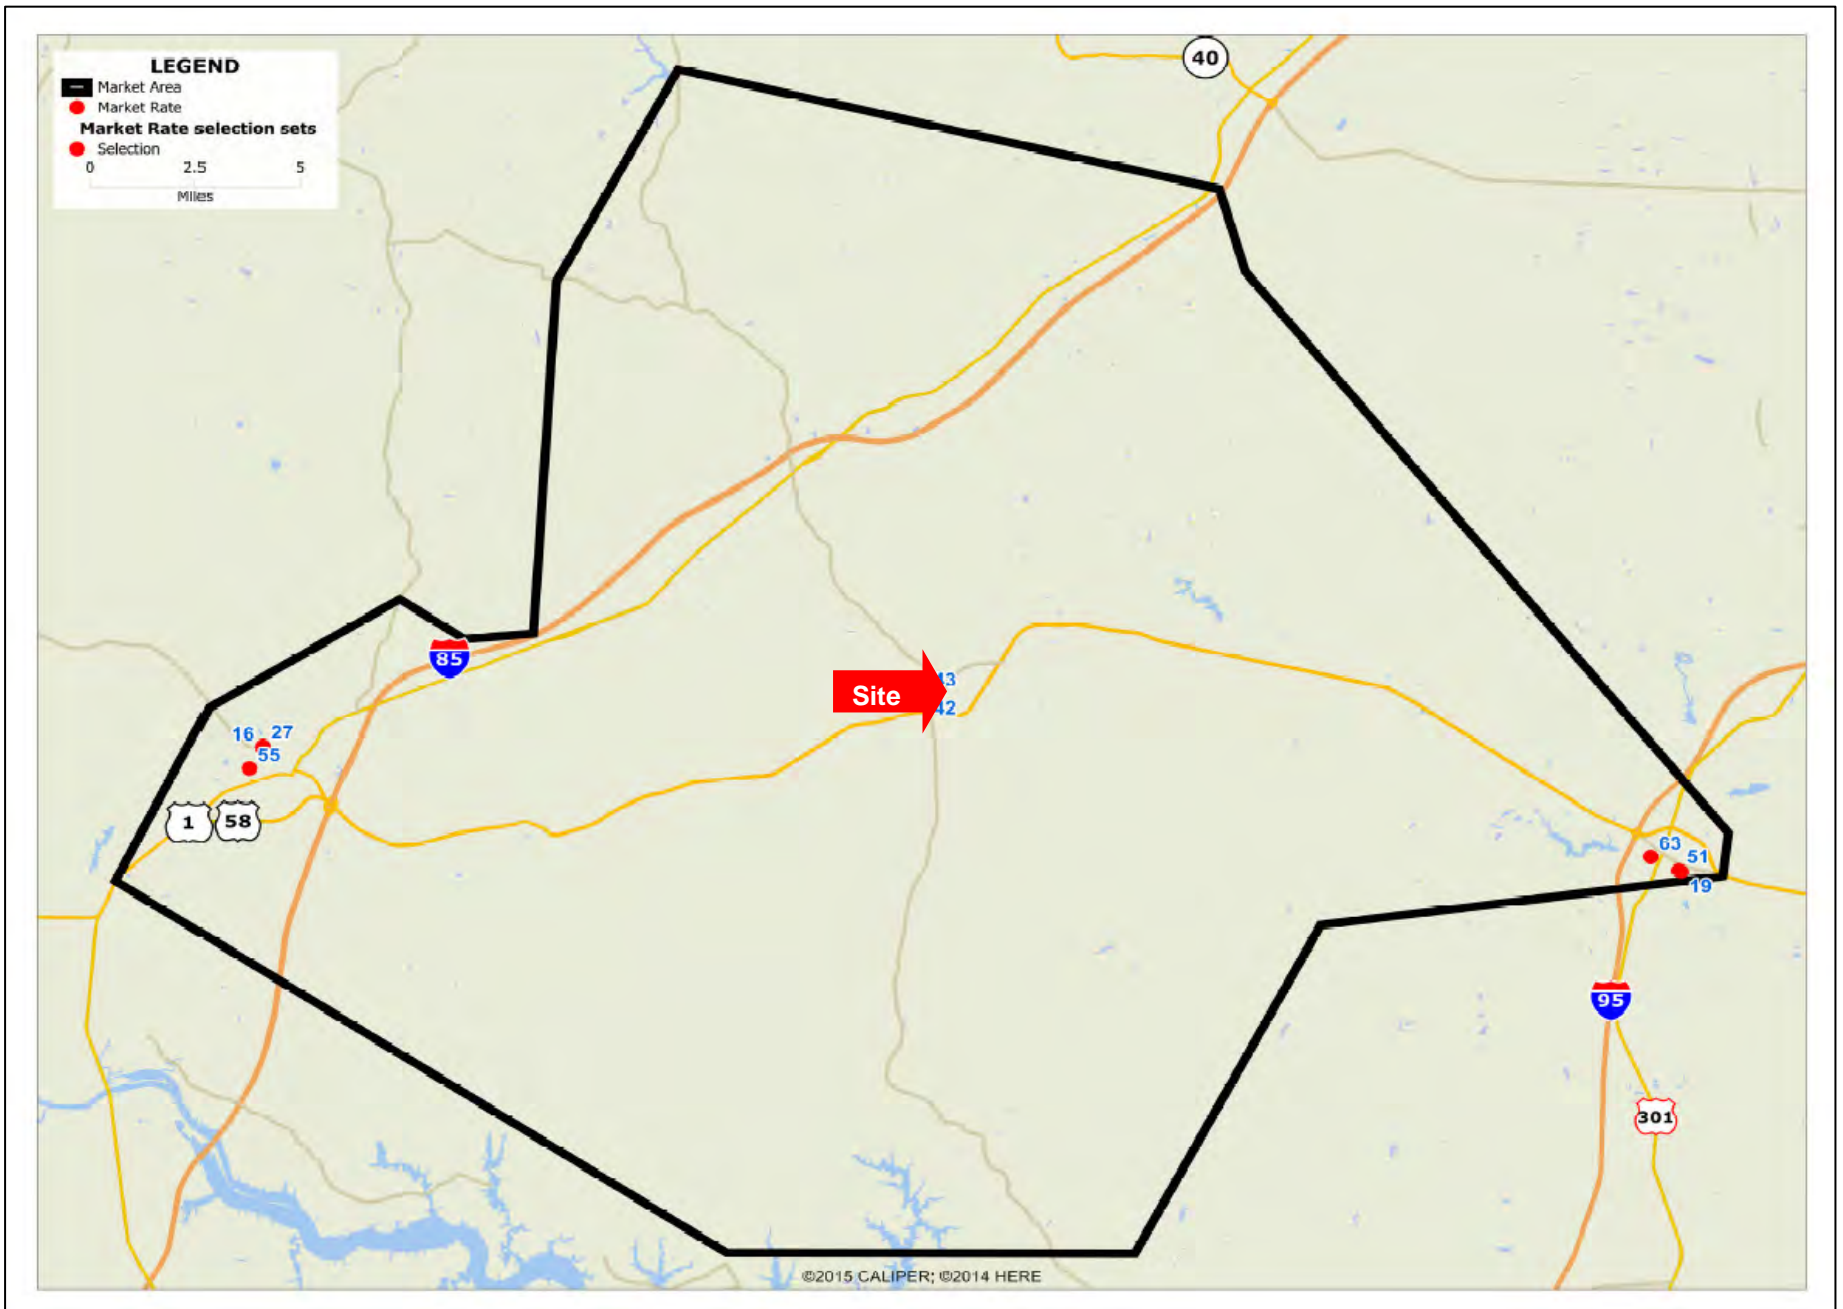 LEGEND
Market Area
Market Rate
Market Rate selection sets
Selection
0 2.5 5
Miles
40
85
Site
43
42
16 27
55
1 58
63
51
19
95
301
©2015 CALIPER; ©2014 HERE